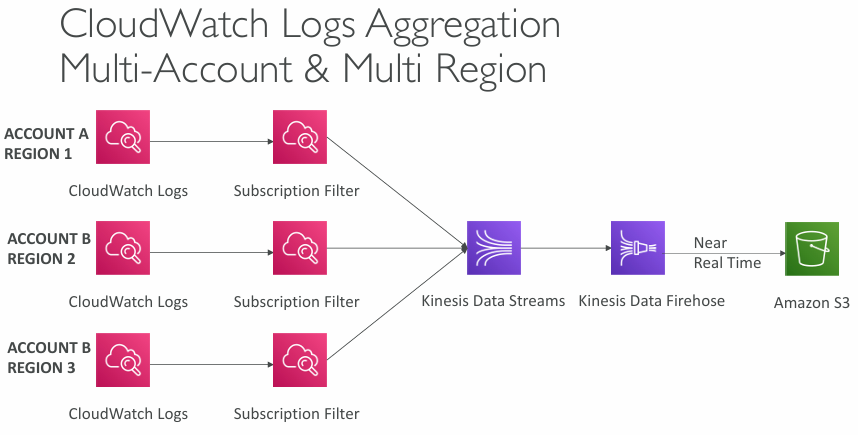 CloudWatch Logs Aggregation
Multi-Account & Multi Region
ACCOUNT A
REGION 1
CloudWatch Logs
Subscription Filter
ACCOUNT B
REGION 2
CloudWatch Logs
Subscription Filter
Kinesis Data Streams
Kinesis Data Firehose
Near
Real Time
Amazon S3
ACCOUNT B
REGION 3
CloudWatch Logs
Subscription Filter